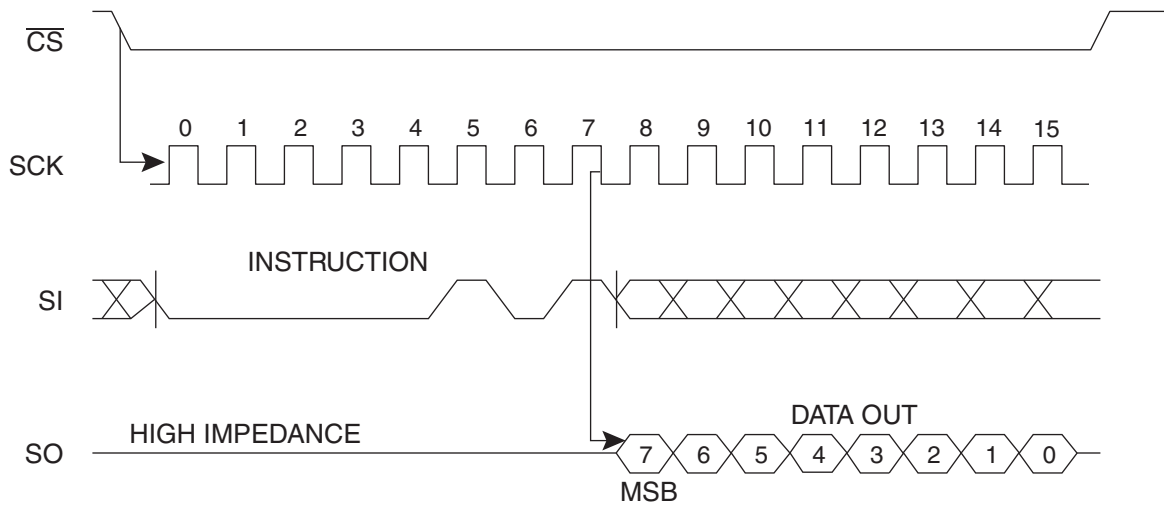 CS
0 1 2 3 4 5 6 7 8 9 10 11 12 13 14 15
SCK
INSTRUCTION
SI
DATA OUT
HIGH IMPEDANCE
SO
7 6 5 4 3 2 1 0
MSB